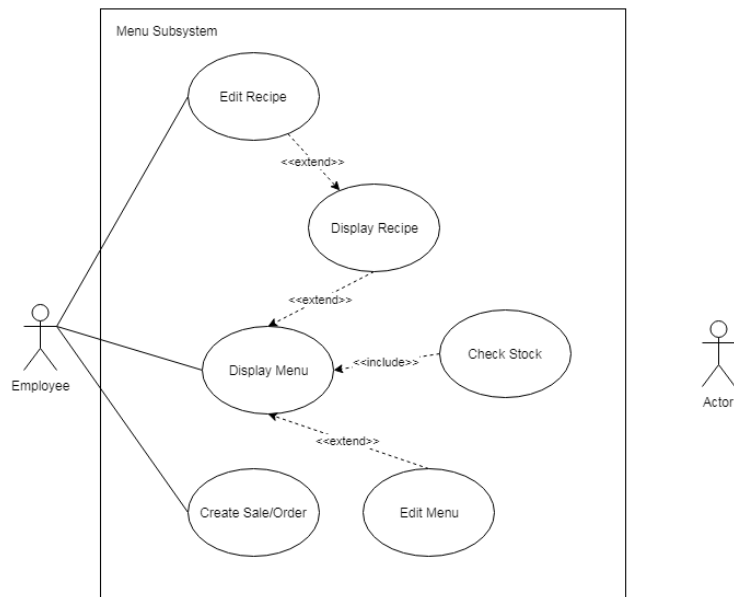 Menu Subsystem
Edit Recipe
<<extend>>
Display Recipe
<<extend>>
Employee
Display Menu
<<include>>
Check Stock
Actor
<<extend>>
Create Sale/Order
Edit Menu